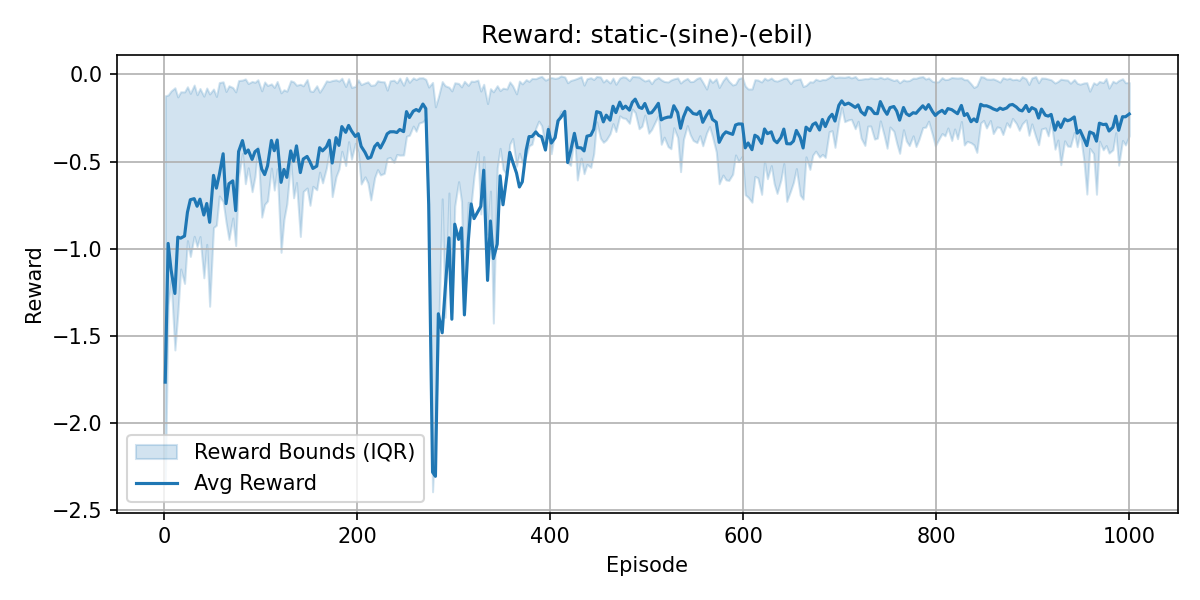 Reward: static-(sine)-(ebil)
0.0
−0.5
−1.0
−1.5
−2.0
−2.5
Reward
Reward Bounds (IQR)
Avg Reward
0 200 400 600 800 1000
Episode